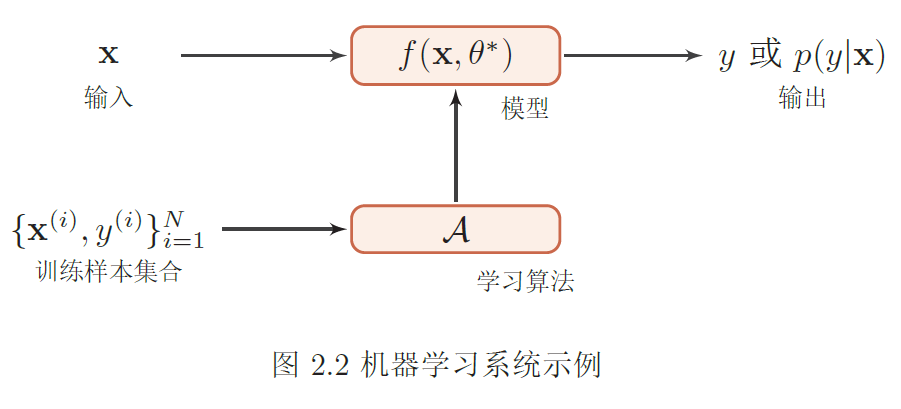 x
f(x, θ*)
y 或 p(y|x)
输入
模型
输出
{x^(i), y^(i)}_{i=1}^N
A
训练样本集合
学习算法
图 2.2 机器学习系统示例